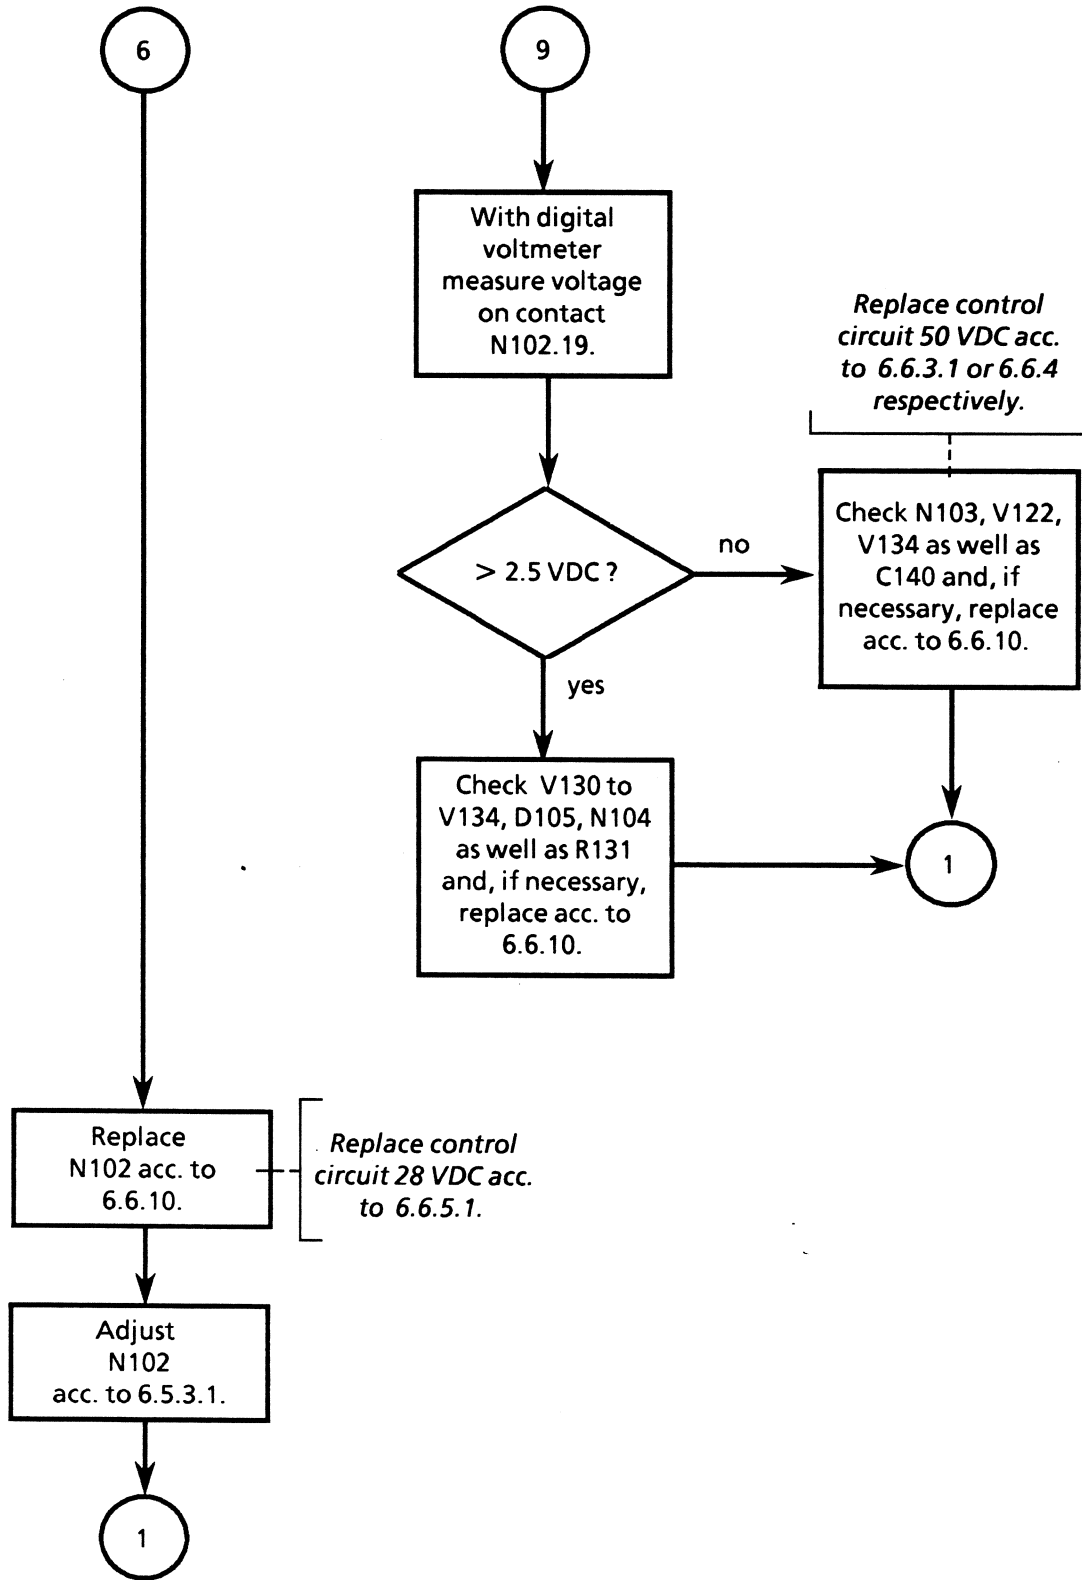 6
9
With digital
voltmeter
measure voltage
on contact
N102.19.
Replace control
circuit 50 VDC acc.
to 6.6.3.1 or 6.6.4
respectively.
> 2.5 VDC ?
no
Check N103, V122,
V134 as well as
C140 and, if
necessary, replace
acc. to 6.6.10.
yes
Check V130 to
V134, D105, N104
as well as R131
and, if necessary,
replace acc. to
6.6.10.
1
Replace
N102 acc. to
6.6.10.
Replace control
circuit 28 VDC acc.
to 6.6.5.1.
Adjust
N102
acc. to 6.5.3.1.
1